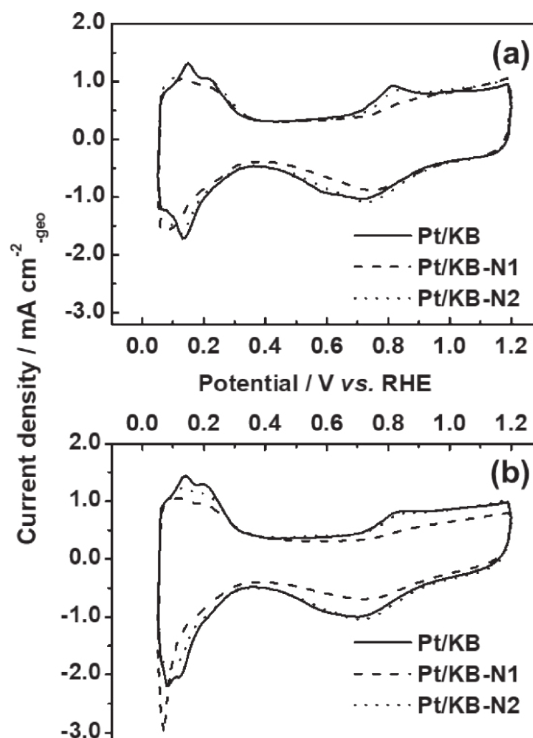 2.0
(a)
1.0
0.0
-1.0
Pt/KB
-2.0
Pt/KB-N1
Pt/KB-N2
-3.0
0.0 0.2 0.4 0.6 0.8 1.0 1.2
Potential / V vs. RHE
Current density / mA cm⁻²-geo
0.0 0.2 0.4 0.6 0.8 1.0 1.2
2.0
(b)
1.0
0.0
-1.0
Pt/KB
-2.0
Pt/KB-N1
Pt/KB-N2
-3.0